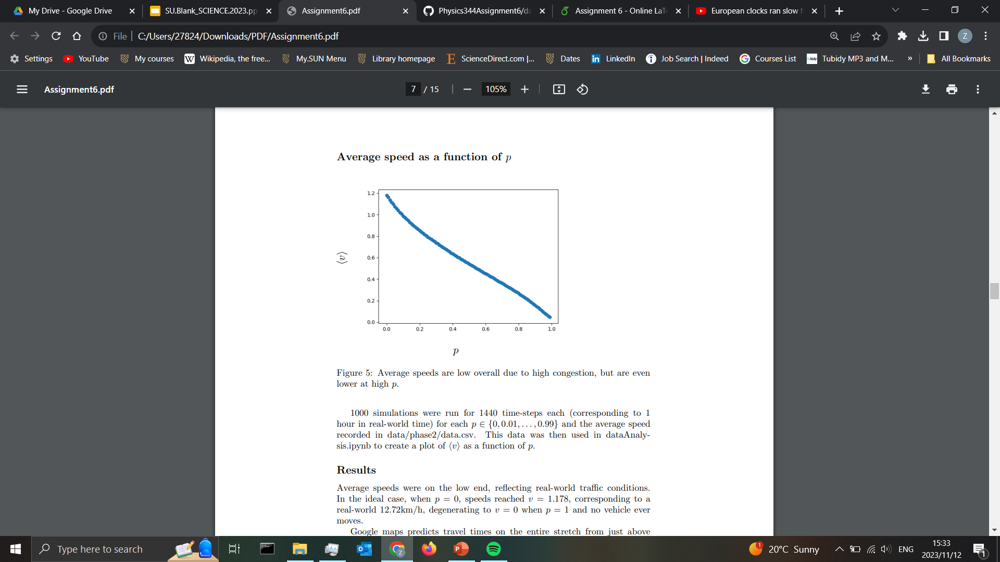 My Drive - Google Drive
SU.Blank_SCIENCE.2023.pp
Assignment6.pdf
Physics344Assignment6/da
Assignment 6 - Online LaTe
European clocks ran slow f
File
C:/Users/27824/Downloads/PDF/Assignment6.pdf
Z
Settings
YouTube
My courses
W Wikipedia, the free...
My.SUN Menu
Library homepage
E ScienceDirect.com |...
Dates
in LinkedIn
Job Search | Indeed
Courses List
Tubidy MP3 and M...
»
All Bookmarks
Assignment6.pdf
7 / 15
105%
Average speed as a function of p
1.2
1.0
0.8
0.6
0.4
0.2
0.0
⟨v⟩
0.0 0.2 0.4 0.6 0.8 1.0
p
Figure 5: Average speeds are low overall due to high congestion, but are even
lower at high p.
1000 simulations were run for 1440 time-steps each (corresponding to 1
hour in real-world time) for each p ∈ {0, 0.01, . . . , 0.99} and the average speed
recorded in data/phase2/data.csv. This data was then used in dataAnaly-
sis.ipynb to create a plot of ⟨v⟩ as a function of p.
Results
Average speeds were on the low end, reflecting real-world traffic conditions.
In the ideal case, when p = 0, speeds reached v = 1.178, corresponding to a
real-world 12.72km/h, degenerating to v = 0 when p = 1 and no vehicle ever
moves.
Google maps predicts travel times on the entire stretch from just above
Type here to search
1
20°C Sunny
ENG
15:33
2023/11/12
1